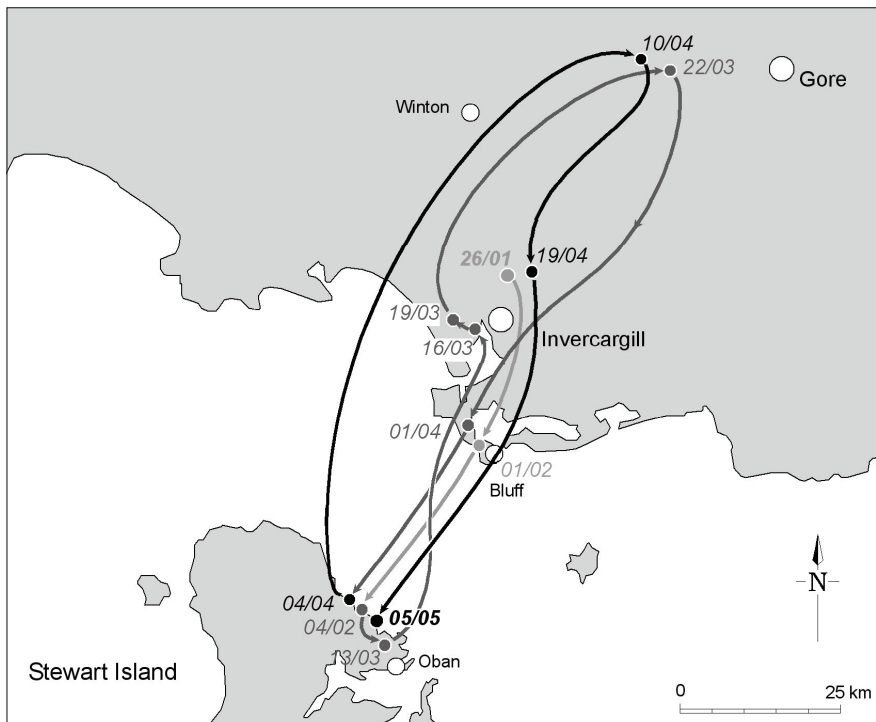 10/04
22/03
Gore
Winton
26/01
19/04
19/03
16/03
Invercargill
01/04
01/02
Bluff
N
04/04
05/05
04/02
13/03
Oban
Stewart Island
0
25 km